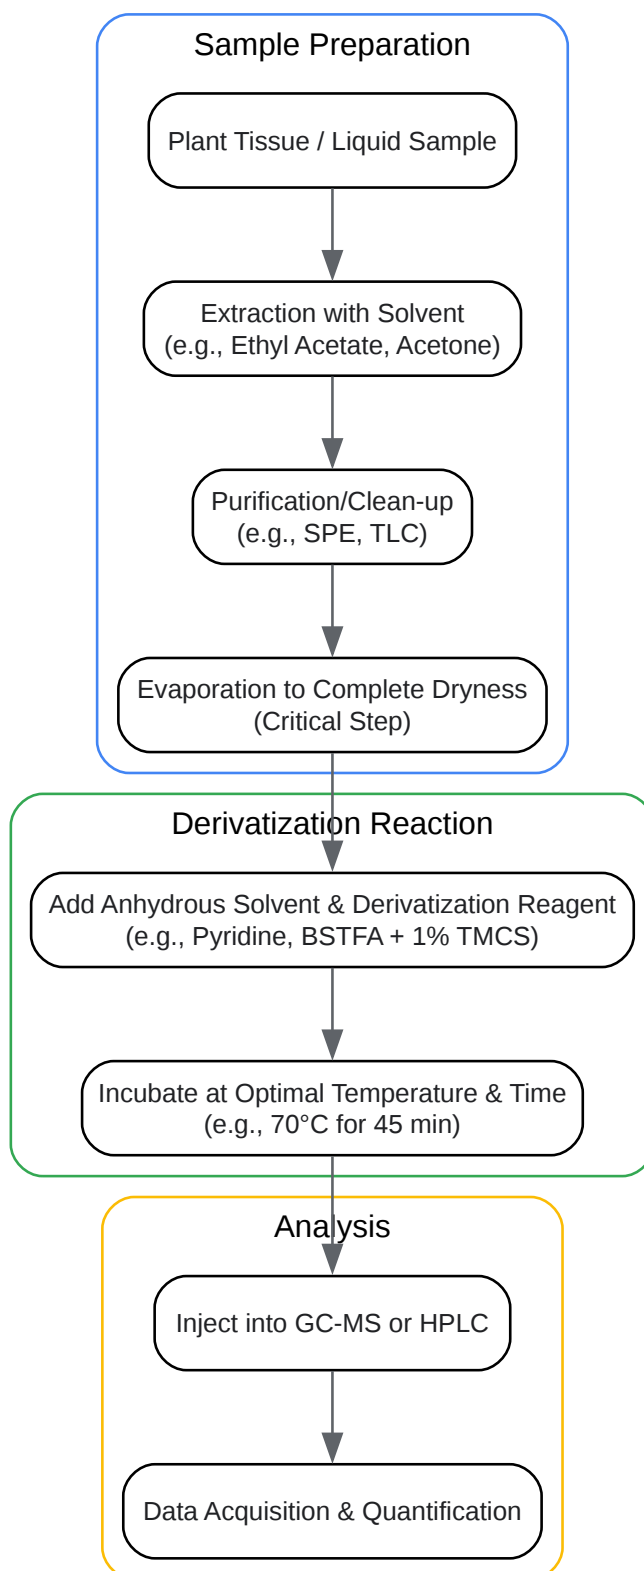 Sample Preparation
Plant Tissue / Liquid Sample
Extraction with Solvent
(e.g., Ethyl Acetate, Acetone)
Purification/Clean-up
(e.g., SPE, TLC)
Evaporation to Complete Dryness
(Critical Step)
Derivatization Reaction
Add Anhydrous Solvent & Derivatization Reagent
(e.g., Pyridine, BSTFA + 1% TMCS)
Incubate at Optimal Temperature & Time
(e.g., 70°C for 45 min)
Analysis
Inject into GC-MS or HPLC
Data Acquisition & Quantification